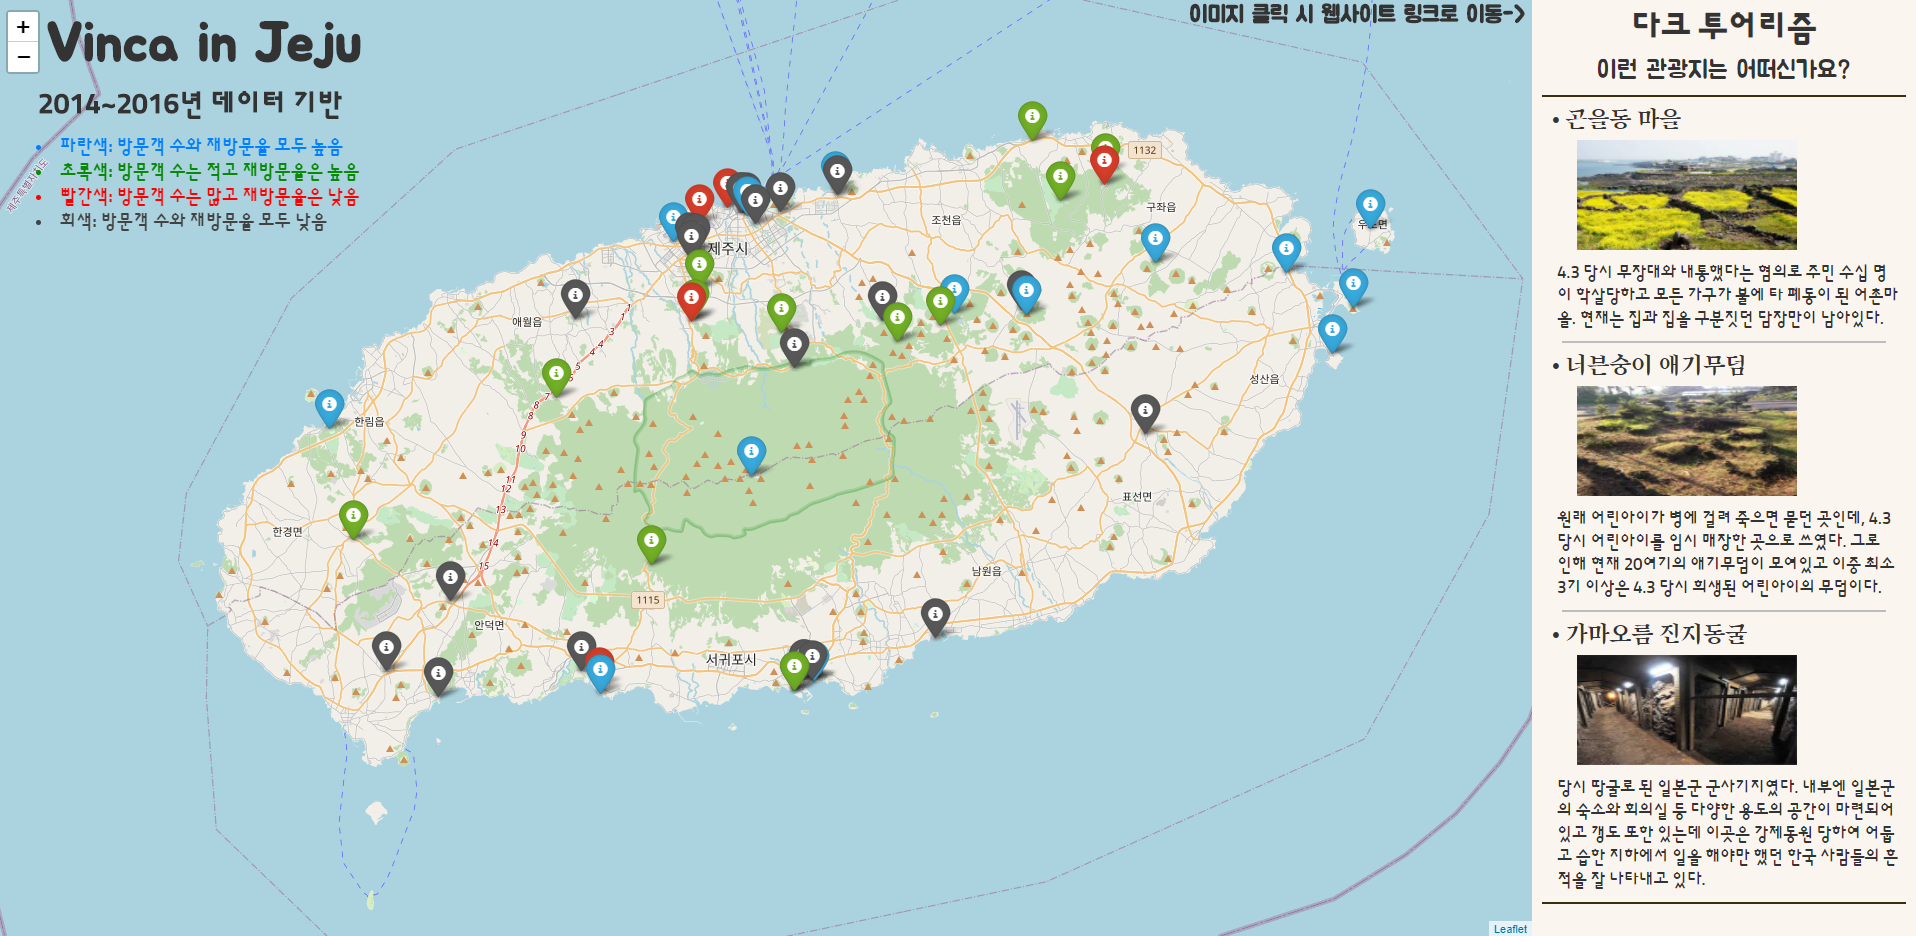 +
−
Vinca in Jeju
2014~2016년 데이터 기반
• 파란색: 방문객 수와 재방문율 모두 높음
• 초록색: 방문객 수는 적고 재방문율은 높음
• 빨간색: 방문객 수는 많고 재방문율은 낮음
• 회색: 방문객 수와 재방문율 모두 낮음
제주특별자치도
이미지 클릭 시 웹사이트 링크로 이동->
1132
구좌읍
조천읍
제주시
애월읍
1
1
3
4
4
5
6
7
8
8
9
10
11
12
13
14
15
성산읍
한림읍
표선면
한경면
남원읍
1115
안덕면
서귀포시
Leaflet
다크 투어리즘
이런 관광지는 어떠신가요?
• 곤을동 마을
4.3 당시 무장대와 내통했다는 혐의로 주민 수십 명
이 학살당하고 모든 가구가 불에 타 폐동이 된 어촌마
을. 현재는 집과 집을 구분짓던 담장만이 남아있다.
• 너븐숭이 애기무덤
원래 어린아이가 병에 걸려 죽으면 묻던 곳인데, 4.3
당시 어린아이를 임시 매장한 곳으로 쓰였다. 그로
인해 현재 20여기의 애기무덤이 모여있고 이중 최소
3기 이상은 4.3 당시 희생된 어린아이의 무덤이다.
• 가마오름 진지동굴
당시 땅굴로 된 일본군 군사기지였다. 내부엔 일본군
의 숙소와 회의실 등 다양한 용도의 공간이 마련되어
있고 갱도 또한 있는데 이곳은 강제동원 당하여 어둡
고 습한 지하에서 일을 해야만 했던 한국 사람들의 흔
적을 잘 나타내고 있다.